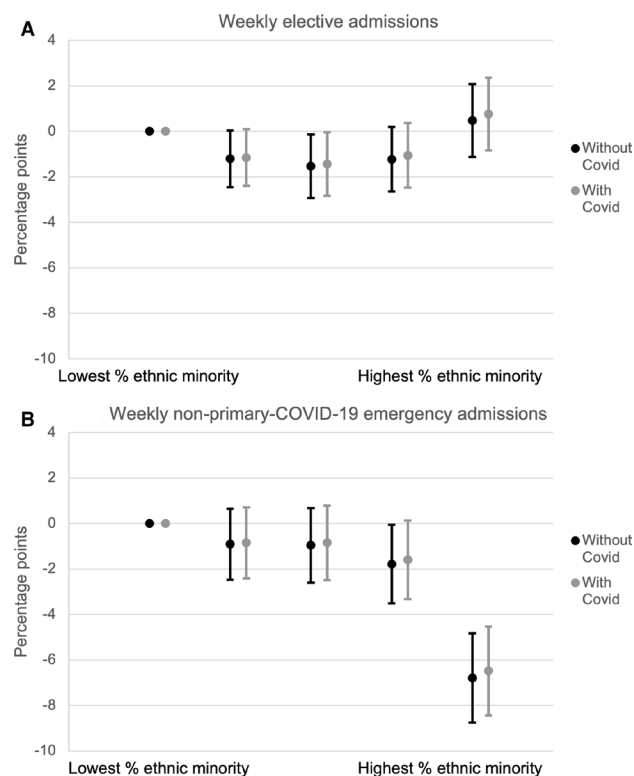 A
Weekly elective admissions
Percentage points
4
2
0
-2
-4
-6
-8
-10
Without
Covid
With
Covid
Lowest % ethnic minority
Highest % ethnic minority
B
Weekly non-primary-COVID-19 emergency admissions
Percentage points
4
2
0
-2
-4
-6
-8
-10
Without
Covid
With
Covid
Lowest % ethnic minority
Highest % ethnic minority